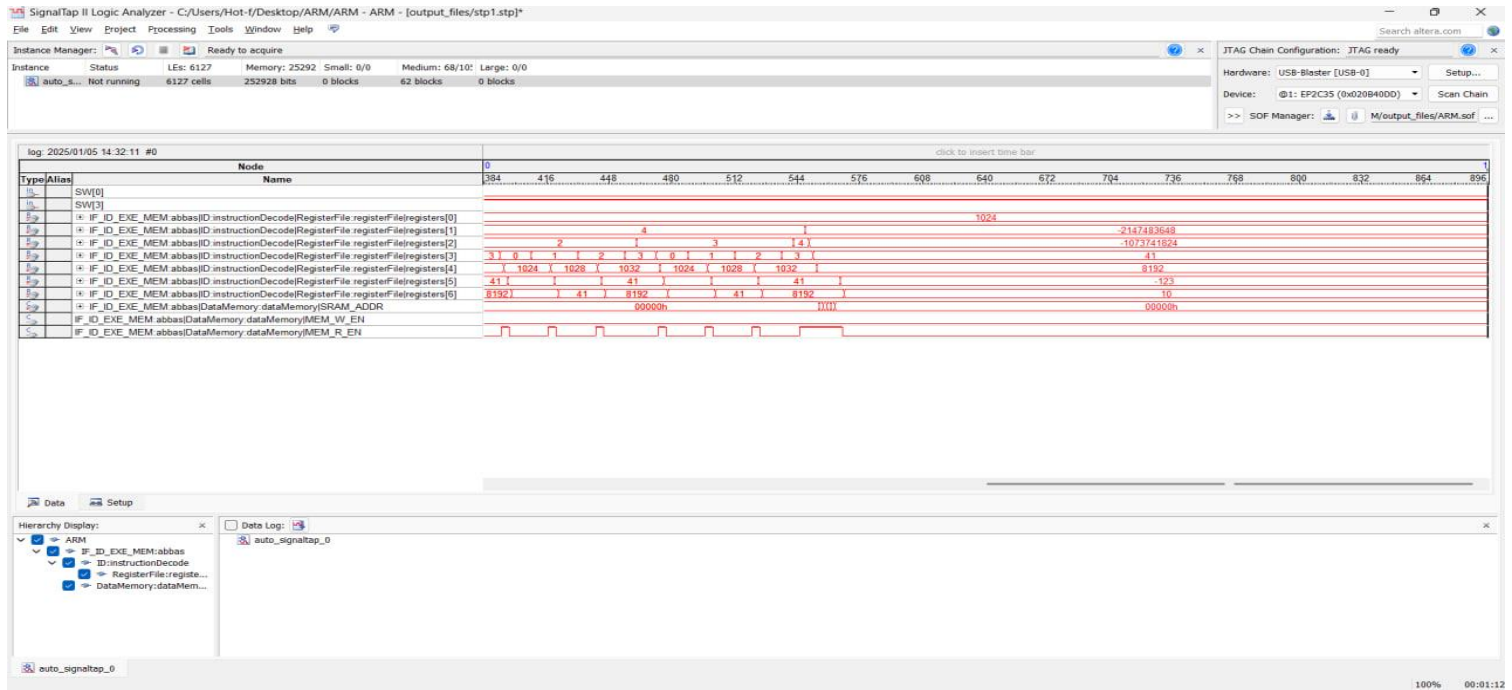 SignalTap II Logic Analyzer - C:/Users/Hot-f/Desktop/ARM/ARM - ARM - [output_files/stp1.stp]*
File Edit View Project Processing Tools Window Help
Search altera.com
Instance Manager: Ready to acquire
JTAG Chain Configuration: JTAG ready
Instance Status LEs: 6127 Memory: 25292 Small: 0/0 Medium: 68/10 Large: 0/0
auto_s... Not running 6127 cells 252928 bits 0 blocks 62 blocks 0 blocks
Hardware: USB-Blaster [USB-0] Setup...
Device: @1: EP2C35 (0x020B40DD) Scan Chain
>> SOF Manager: M/output_files/ARM.sof ...
log: 2025/01/05 14:32:11 #0 click to insert time bar
Node 0 1
Type Alias Name 384 416 448 480 512 544 576 608 640 672 704 736 768 800 832 864 896
SW[0]
SW[3]
IF_ID_EXE_MEM:abbas|ID:instructionDecode|RegisterFile:registerFile|registers[0] 1024
IF_ID_EXE_MEM:abbas|ID:instructionDecode|RegisterFile:registerFile|registers[1] 4 -2147483648
IF_ID_EXE_MEM:abbas|ID:instructionDecode|RegisterFile:registerFile|registers[2] 2 3 4 -1073741824
IF_ID_EXE_MEM:abbas|ID:instructionDecode|RegisterFile:registerFile|registers[3] 3 0 1 2 3 0 1 2 3 41
IF_ID_EXE_MEM:abbas|ID:instructionDecode|RegisterFile:registerFile|registers[4] 1024 1028 1032 1024 1028 1032 8192
IF_ID_EXE_MEM:abbas|ID:instructionDecode|RegisterFile:registerFile|registers[5] 41 41 41 -123
IF_ID_EXE_MEM:abbas|ID:instructionDecode|RegisterFile:registerFile|registers[6] 8192 41 8192 41 8192 10
IF_ID_EXE_MEM:abbas|DataMemory:dataMemory|SRAM_ADDR 00000h 00000h
IF_ID_EXE_MEM:abbas|DataMemory:dataMemory|MEM_W_EN
IF_ID_EXE_MEM:abbas|DataMemory:dataMemory|MEM_R_EN
Data Setup
Hierarchy Display:
Data Log:
ARM
IF_ID_EXE_MEM:abbas
ID:instructionDecode
RegisterFile:registe...
DataMemory:dataMem...
auto_signaltap_0
auto_signaltap_0
100% 00:01:12